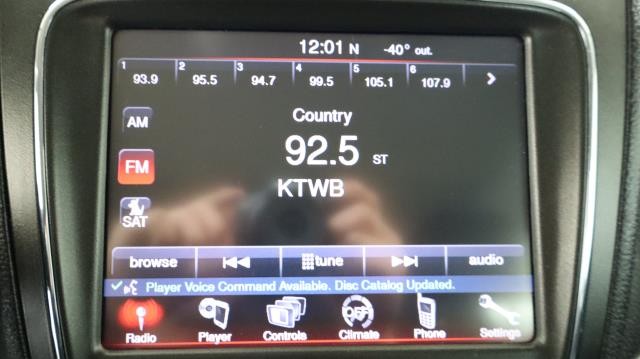 12:01 N -40° out.
1 93.9 2 95.5 3 94.7 4 99.5 5 105.1 6 107.9
Country
AM
92.5 ST
FM
KTWB
SAT
browse tune audio
Player Voice Command Available. Disc Catalog Updated.
OFF
Radio Player Controls Climate Phone Settings